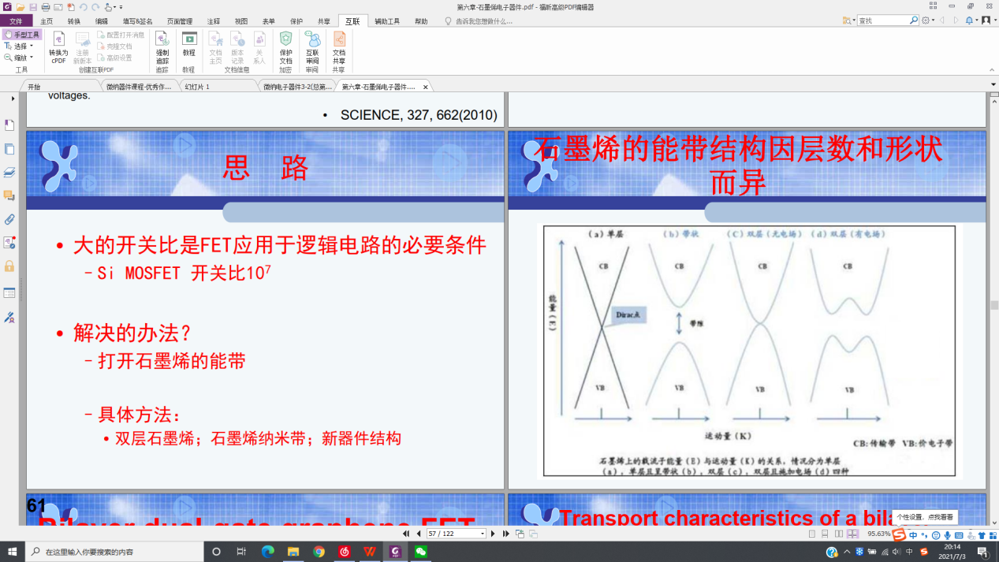 第六章-石墨烯电子器件.pdf - 福昕高级PDF编辑器
文件 主页 转换 编辑 填写&签名 页面管理 注释 视图 表单 保护 共享 互联 辅助工具 帮助 告诉我您想做什么... 查找
手型工具
选择
缩放
工具
转换为 cPDF
注册 新版本
配置打开消息
克隆文档
高级设置
创建互联PDF
强制 追踪
追踪
教程
教程
文档 主页
版本 记录
关 系人
文档信息
保护 文档
加密
互联 审阅
审阅
文档 共享
共享
开始 微纳器件课程-优秀作... 幻灯片 1 微纳电子器件3-2(总第... 第六章-石墨烯电子器件....
voltages.
• SCIENCE, 327, 662(2010)
思 路
• 大的开关比是FET应用于逻辑电路的必要条件
–Si MOSFET 开关比10⁷
• 解决的办法？
–打开石墨烯的能带
–具体方法：
• 双层石墨烯；石墨烯纳米带；新器件结构
石墨烯的能带结构因层数和形状
而异
(a)单层 (b)带状 (C)双层(无电场) (d)双层(有电场)
CB CB CB CB
能量(E)
Dirac点
带隙
VB VB VB VB
运动量(K)
CB:传输带 VB:价电子带
石墨烯上的载流子能量(E)与运动量(K)的关系，情况分为单层
(a)，单层且呈带状(b)，双层(c)，双层且施加电场(d)四种
61
Bilayer dual-gate graphene FET
Transport characteristics of a
个性设置，点我看看
57 / 122
95.63%
中
在这里输入你要搜索的内容
中
20:14
2021/7/3